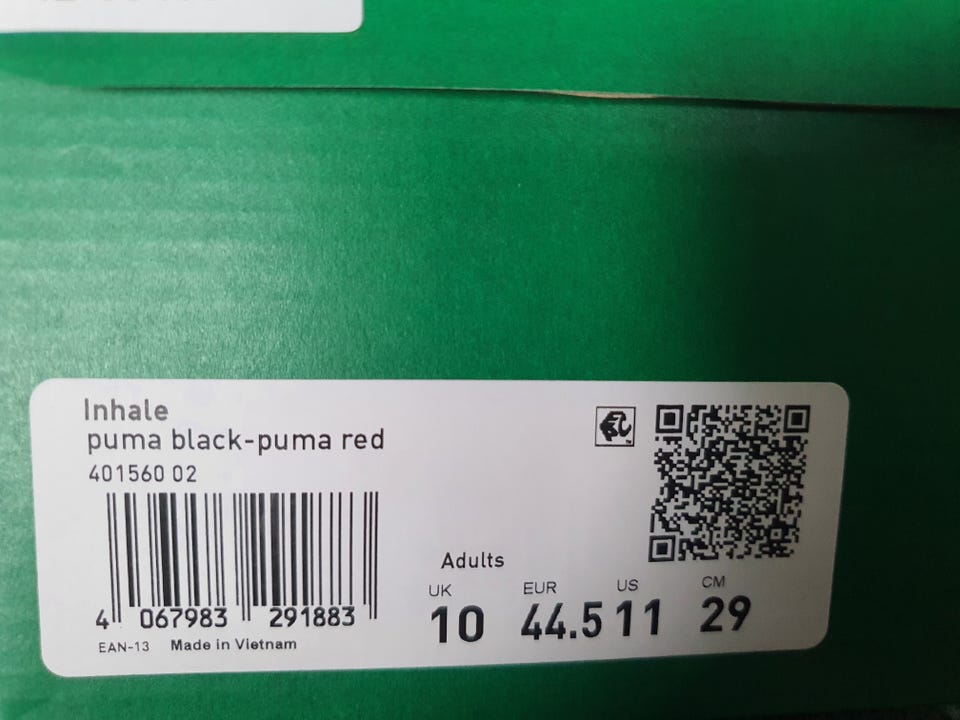 Inhale
puma black-puma red
401560 02
4 067983 291883
EAN-13 Made in Vietnam
Adults
UK EUR US CM
10 44.5 11 29